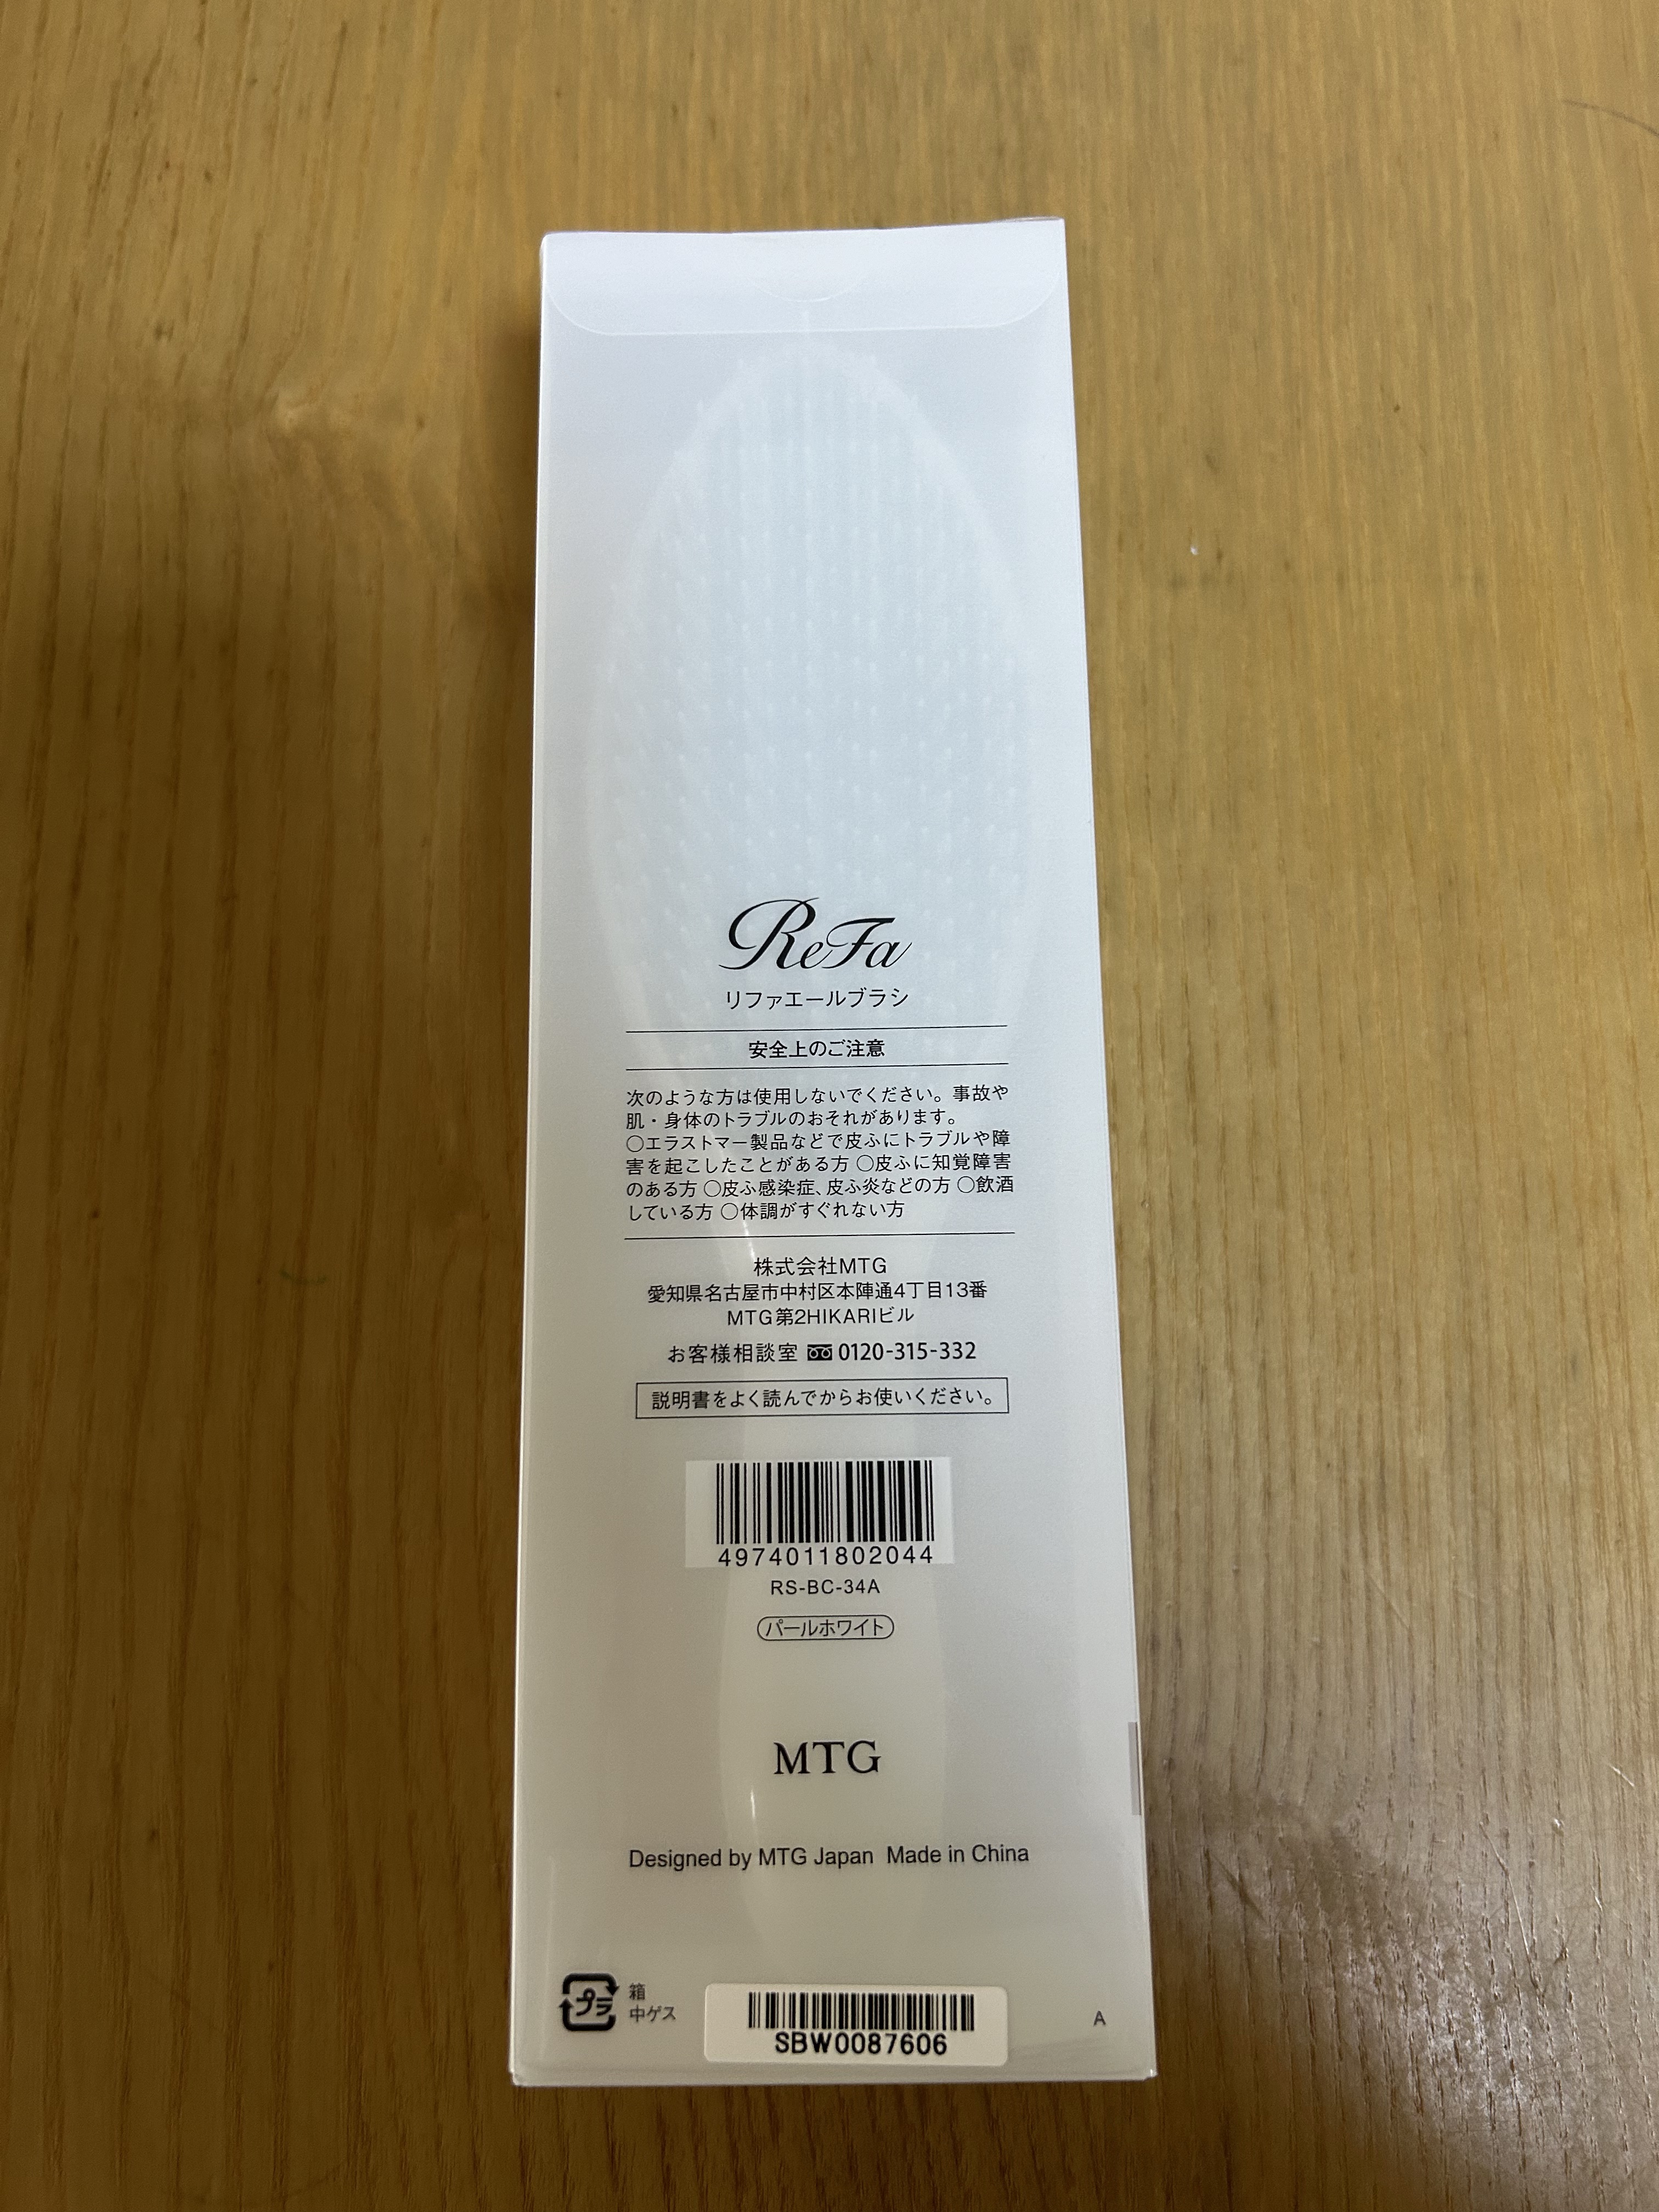 ReFa
リファエールブラシ
安全上のご注意
次のような方は使用しないでください。事故や
肌・身体のトラブルのおそれがあります。
○エラストマー製品などで皮ふにトラブルや障
害を起こしたことがある方 ○皮ふに知覚障害
のある方 ○皮ふ感染症、皮ふ炎などの方 ○飲酒
している方 ○体調がすぐれない方
株式会社MTG
愛知県名古屋市中村区本陣通4丁目13番
MTG第2HIKARIビル
お客様相談室 0120-315-332
説明書をよく読んでからお使いください。
4974011802044
RS-BC-34A
パールホワイト
MTG
Designed by MTG Japan Made in China
プラ
箱
中ゲス
SBW0087606
A